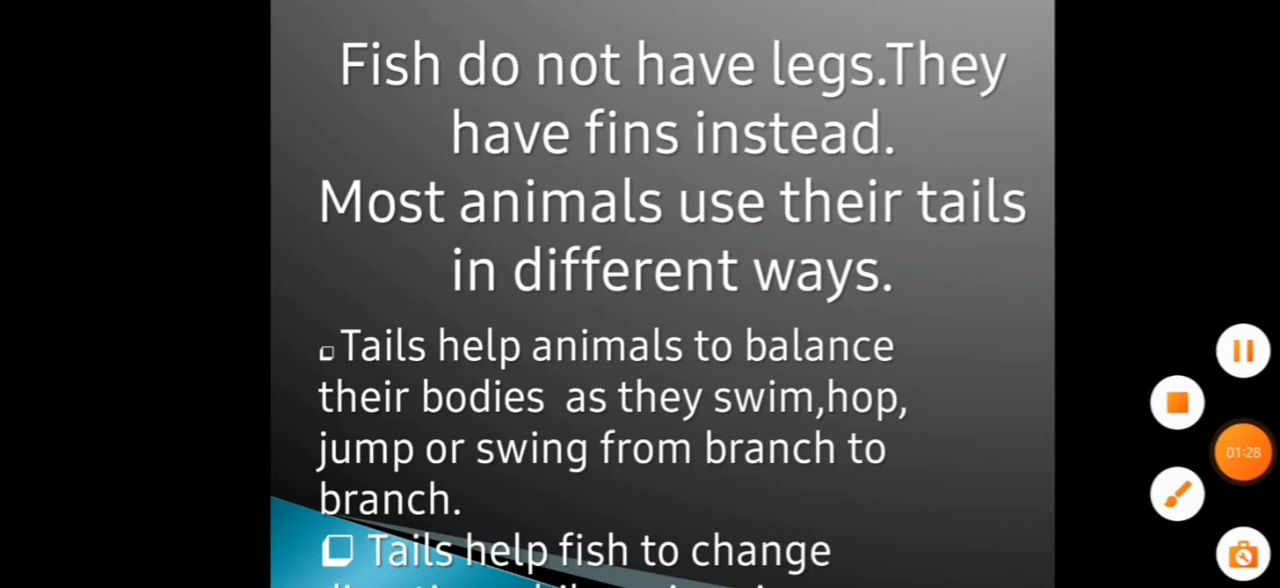 Fish do not have legs.They
have fins instead.
Most animals use their tails
in different ways.
Tails help animals to balance
their bodies as they swim,hop,
jump or swing from branch to
branch.
Tails help fish to change
01:28